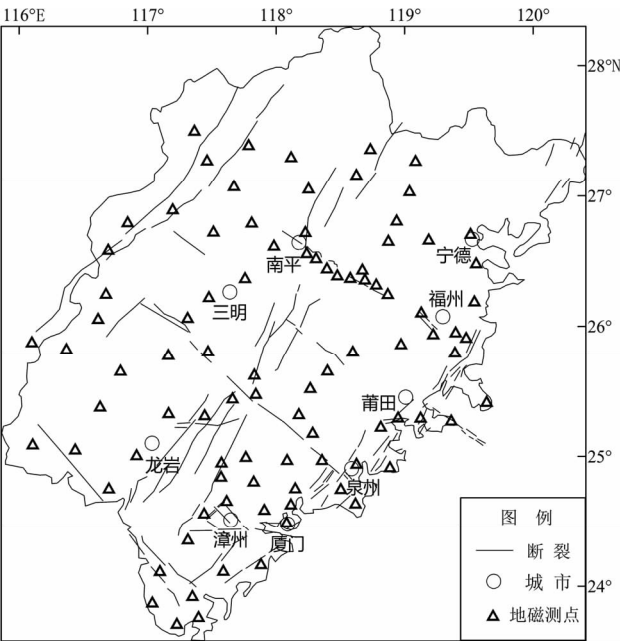 116°E 117° 118° 119° 120°
28°N
27°
26°
25°
24°
宁德
南平
三明
福州
莆田
龙岩
泉州
漳州
厦门
图 例
断 裂
城 市
地磁测点